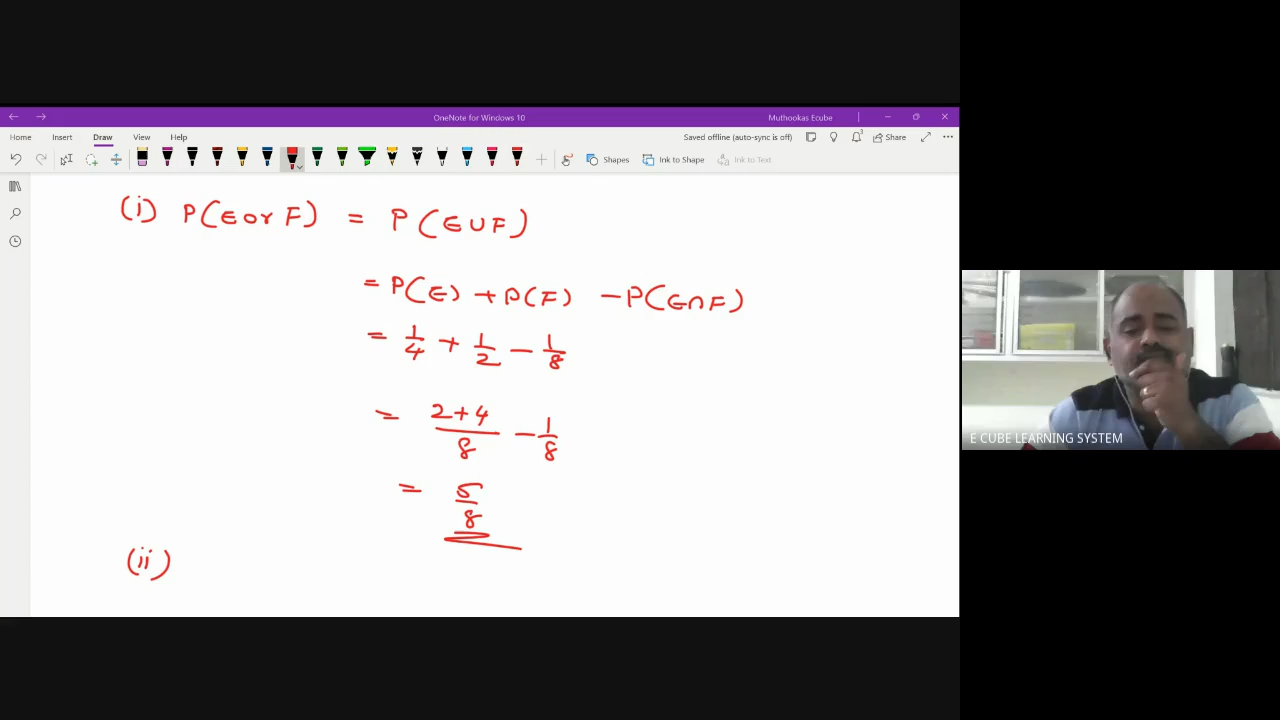 OneNote for Windows 10
Muthookas Ecube
Home Insert Draw View Help
Saved offline (auto-sync is off)
Share
Shapes
Ink to Shape
Ink to Text
(i) P(E or F) = P(E∪F)
= P(E) + P(F) - P(E∩F)
= 1/4 + 1/2 - 1/8
= 2+4/8 - 1/8
= 5/8
(ii)
E CUBE LEARNING SYSTEM